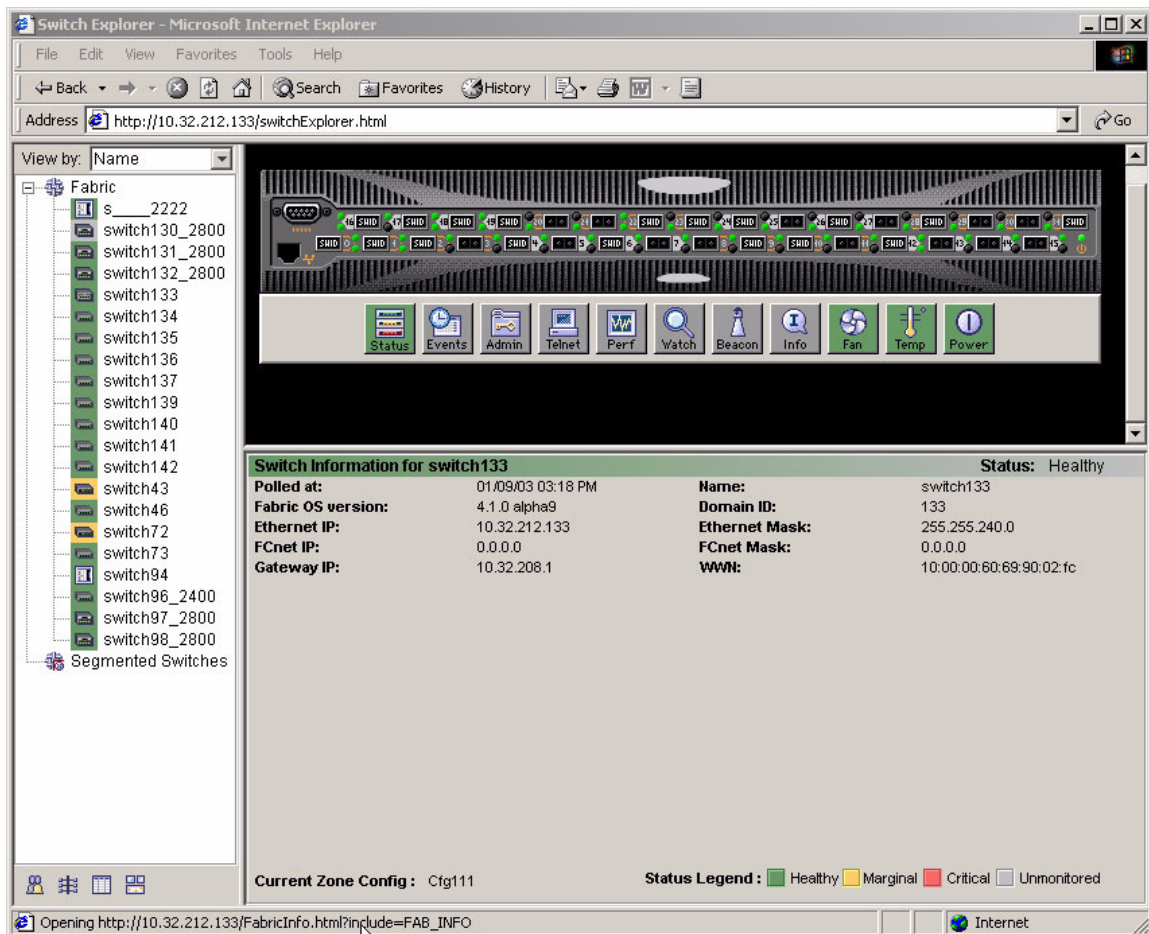 Switch Explorer - Microsoft Internet Explorer
File Edit View Favorites Tools Help
Back Search Favorites History
Address http://10.32.212.133/switchExplorer.html Go
View by: Name
Fabric
s____2222
switch130_2800
switch131_2800
switch132_2800
switch133
switch134
switch135
switch136
switch137
switch139
switch140
switch141
switch142
switch43
switch46
switch72
switch73
switch94
switch96_2400
switch97_2800
switch98_2800
Segmented Switches
Status Events Admin Telnet Perf Watch Beacon Info Fan Temp Power
Switch Information for switch133 Status: Healthy
Polled at: 01/09/03 03:18 PM Name: switch133
Fabric OS version: 4.1.0 alpha9 Domain ID: 133
Ethernet IP: 10.32.212.133 Ethernet Mask: 255.255.240.0
FCnet IP: 0.0.0.0 FCnet Mask: 0.0.0.0
Gateway IP: 10.32.208.1 WWN: 10:00:00:60:69:90:02:fc
Current Zone Config : Cfg111 Status Legend : Healthy Marginal Critical Unmonitored
Opening http://10.32.212.133/FabricInfo.html?include=FAB_INFO Internet